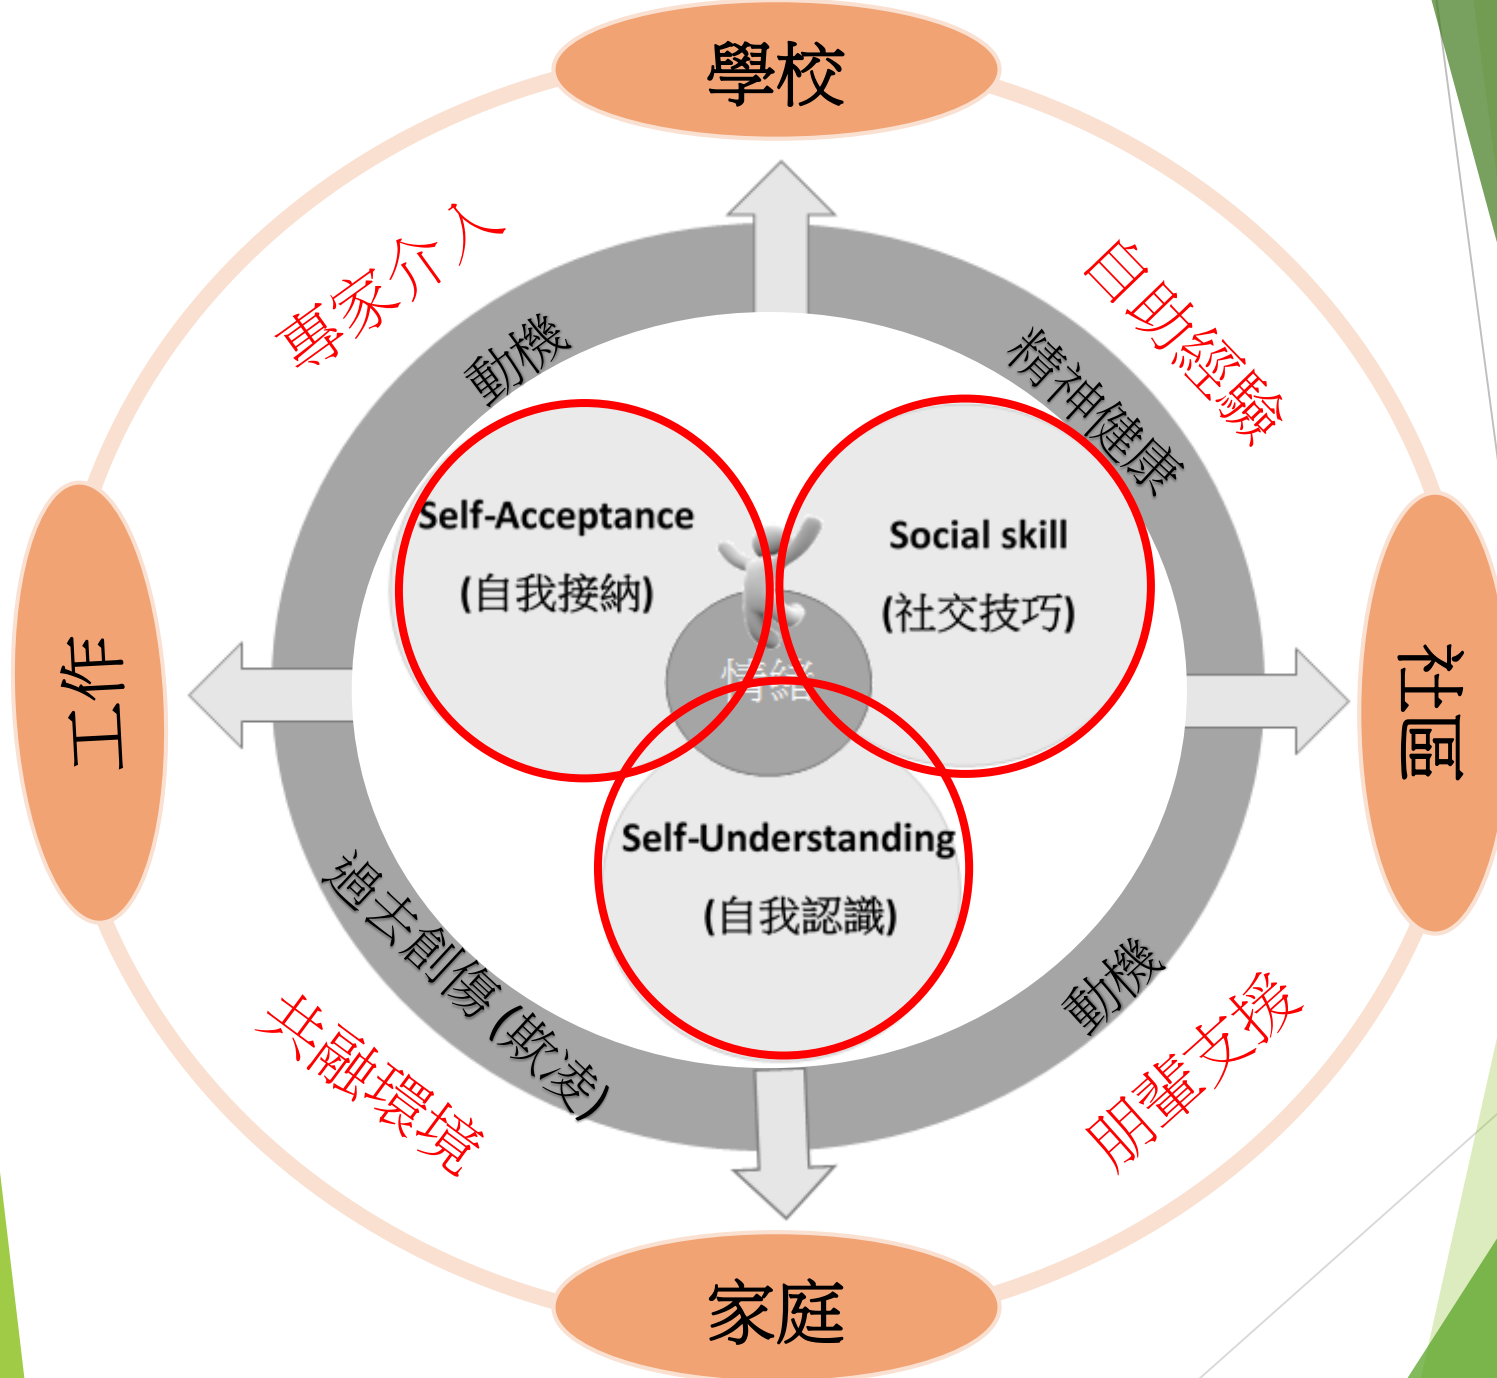 學校
專家介入
自助經驗
動機
精神健康
Self-Acceptance
(自我接納)
Social skill
(社交技巧)
工作
情緒
社區
Self-Understanding
(自我認識)
過去創傷 (欺凌)
動機
共融環境
朋輩支援
家庭